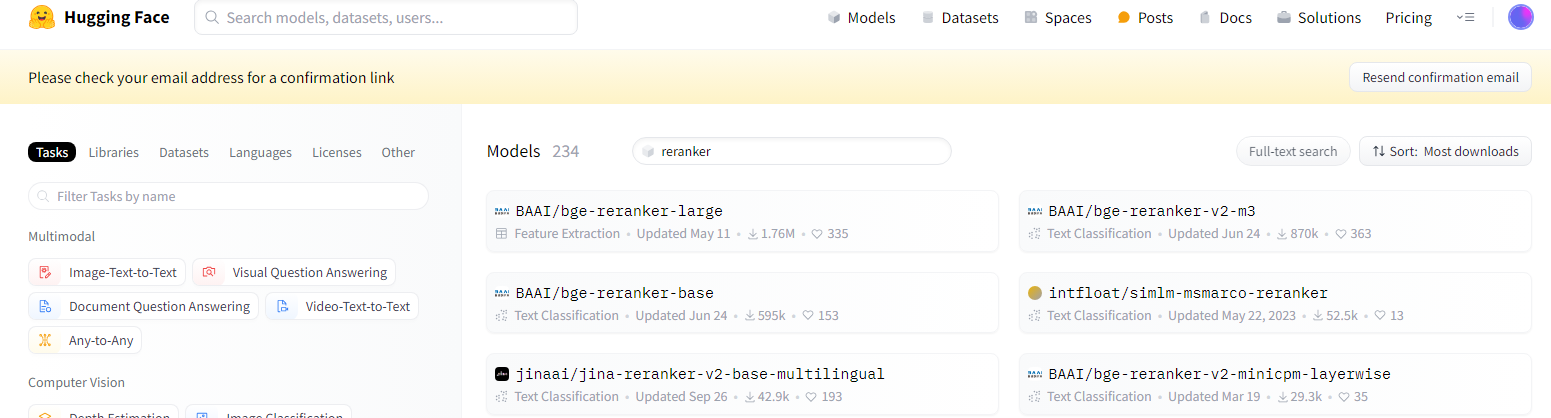 Hugging Face
Search models, datasets, users...
Models
Datasets
Spaces
Posts
Docs
Solutions
Pricing
Please check your email address for a confirmation link
Resend confirmation email
Tasks
Libraries
Datasets
Languages
Licenses
Other
Filter Tasks by name
Multimodal
Image-Text-to-Text
Visual Question Answering
Document Question Answering
Video-Text-to-Text
Any-to-Any
Computer Vision
Depth Estimation
Image Classification
Models 234
reranker
Full-text search
Sort: Most downloads
BAAI/bge-reranker-large
Feature Extraction • Updated May 11 • 1.76M • 335
BAAI/bge-reranker-v2-m3
Text Classification • Updated Jun 24 • 870k • 363
BAAI/bge-reranker-base
Text Classification • Updated Jun 24 • 595k • 153
intfloat/simlm-msmarco-reranker
Text Classification • Updated May 22, 2023 • 52.5k • 13
jinaai/jina-reranker-v2-base-multilingual
Text Classification • Updated Sep 26 • 42.9k • 193
BAAI/bge-reranker-v2-minicpm-layerwise
Text Classification • Updated Mar 19 • 29.3k • 35